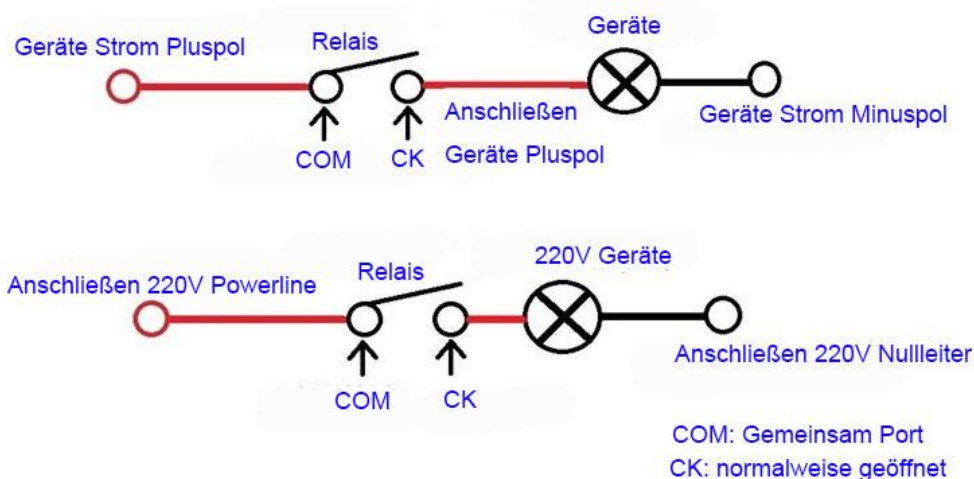 Geräte
Geräte Strom Pluspol
Relais
Anschließen
Geräte Pluspol
Geräte Strom Minuspol
COM
CK
220V Geräte
Anschließen 220V Powerline
Relais
Anschließen 220V Nullleiter
COM
CK
COM: Gemeinsam Port
CK: normalweise geöffnet